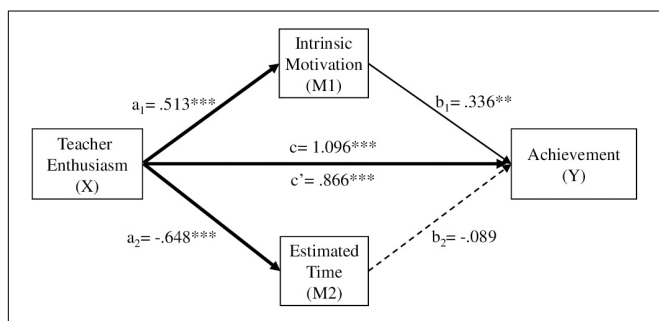 Intrinsic
Motivation
(M1)
a1= .513***
b1= .336**
Teacher
Enthusiasm
(X)
c= 1.096***
c’= .866***
Achievement
(Y)
a2= -.648***
b2= -.089
Estimated
Time
(M2)